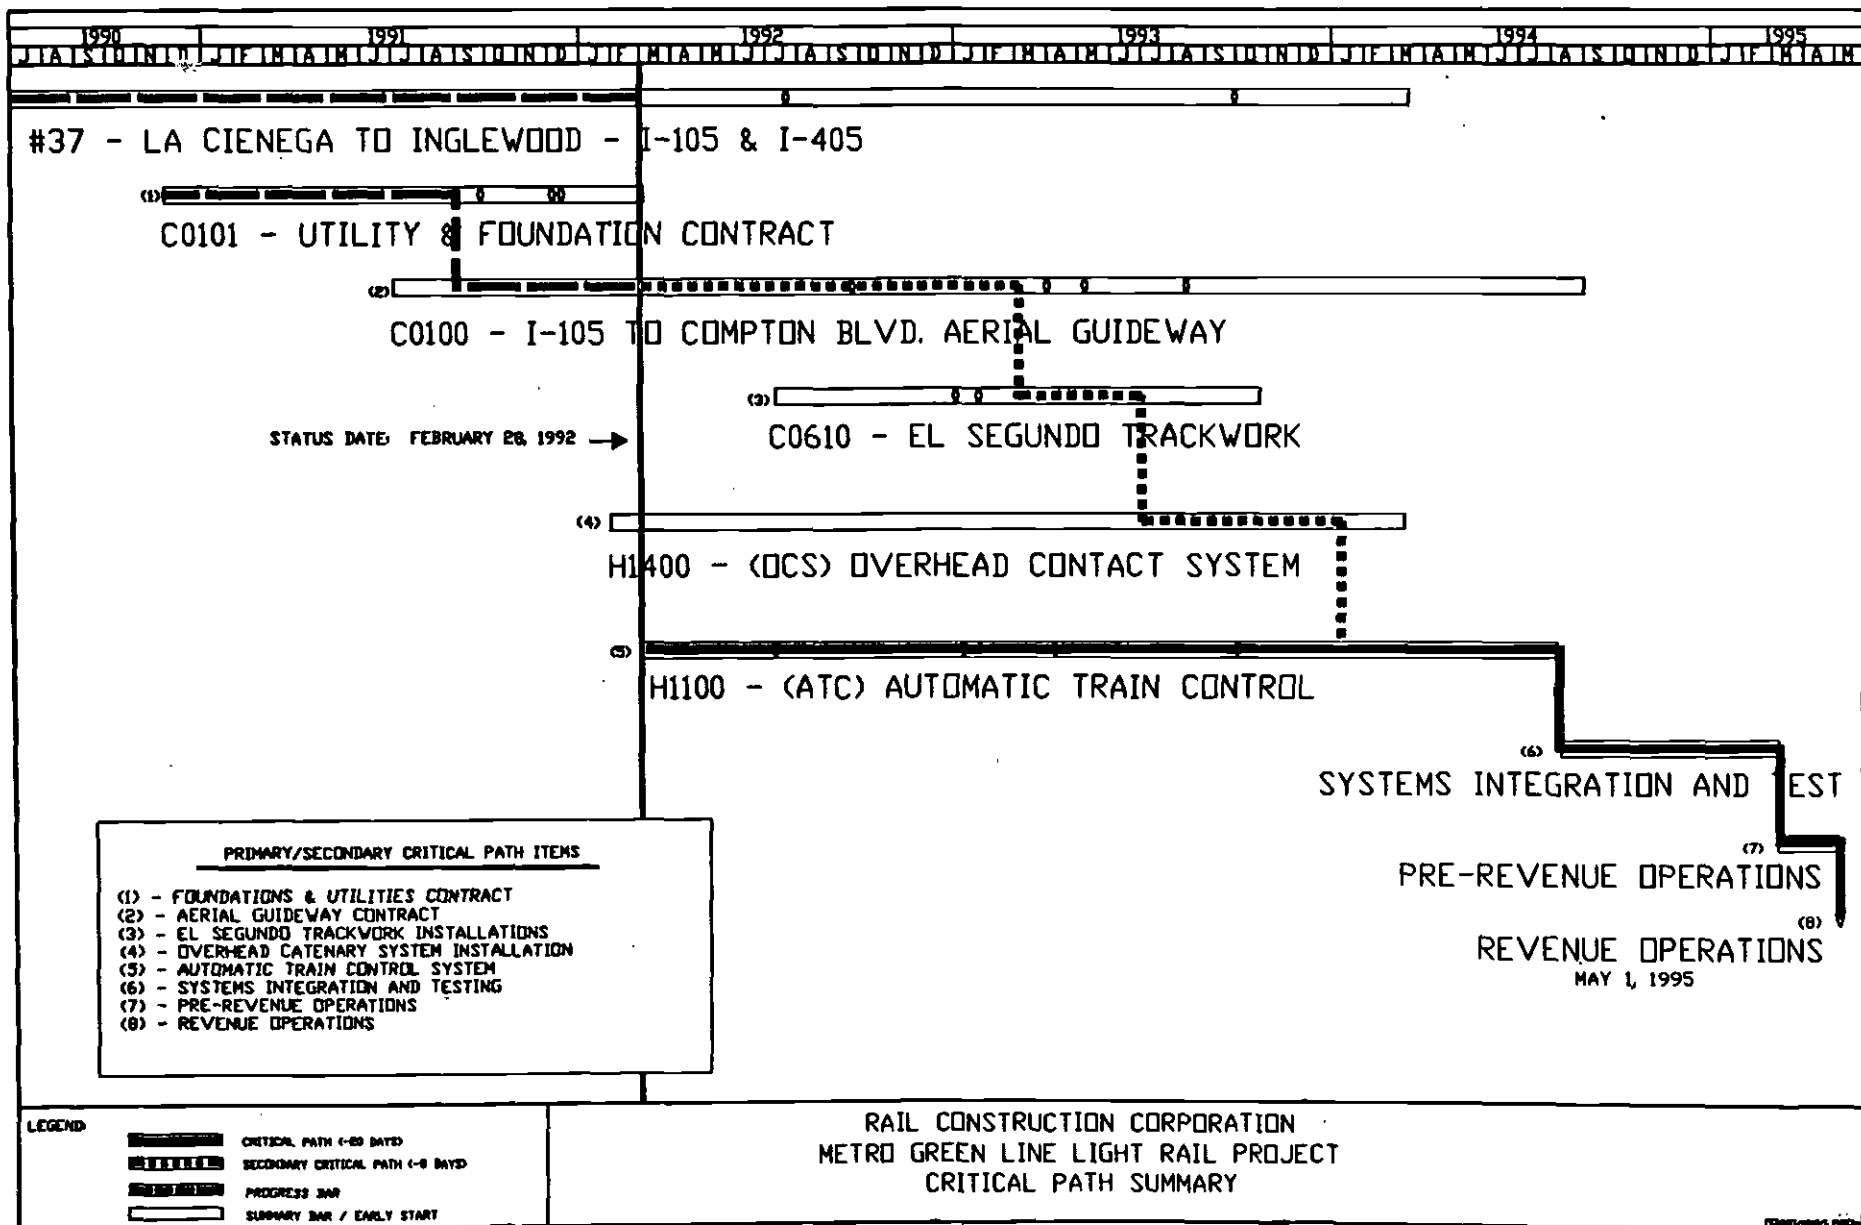 1990 1991 1992 1993 1994 1995
J A S O N D J F M A M J J A S O N D J F M A M J J A S O N D J F M A M J J A S O N D J F M A M J J A S O N D J F M A M
#37 - LA CIENEGA TO INGLEWOOD - I-105 & I-405
(1)
C0101 - UTILITY & FOUNDATION CONTRACT
(2)
C0100 - I-105 TO COMPTON BLVD. AERIAL GUIDEWAY
(3)
C0610 - EL SEGUNDO TRACKWORK
STATUS DATE: FEBRUARY 28, 1992
(4)
H1400 - (OCS) OVERHEAD CONTACT SYSTEM
(5)
H1100 - (ATC) AUTOMATIC TRAIN CONTROL
(6)
SYSTEMS INTEGRATION AND TEST
(7)
PRE-REVENUE OPERATIONS
(8)
REVENUE OPERATIONS
MAY 1, 1995
PRIMARY/SECONDARY CRITICAL PATH ITEMS
(1) - FOUNDATIONS & UTILITIES CONTRACT
(2) - AERIAL GUIDEWAY CONTRACT
(3) - EL SEGUNDO TRACKWORK INSTALLATIONS
(4) - OVERHEAD CATENARY SYSTEM INSTALLATION
(5) - AUTOMATIC TRAIN CONTROL SYSTEM
(6) - SYSTEMS INTEGRATION AND TESTING
(7) - PRE-REVENUE OPERATIONS
(8) - REVENUE OPERATIONS
LEGEND
CRITICAL PATH (-20 DAYS)
SECONDARY CRITICAL PATH DAYS)
PROGRESS BAR
SUMMARY BAR / EARLY START
RAIL CONSTRUCTION CORPORATION
METRO GREEN LINE LIGHT RAIL PROJECT
CRITICAL PATH SUMMARY